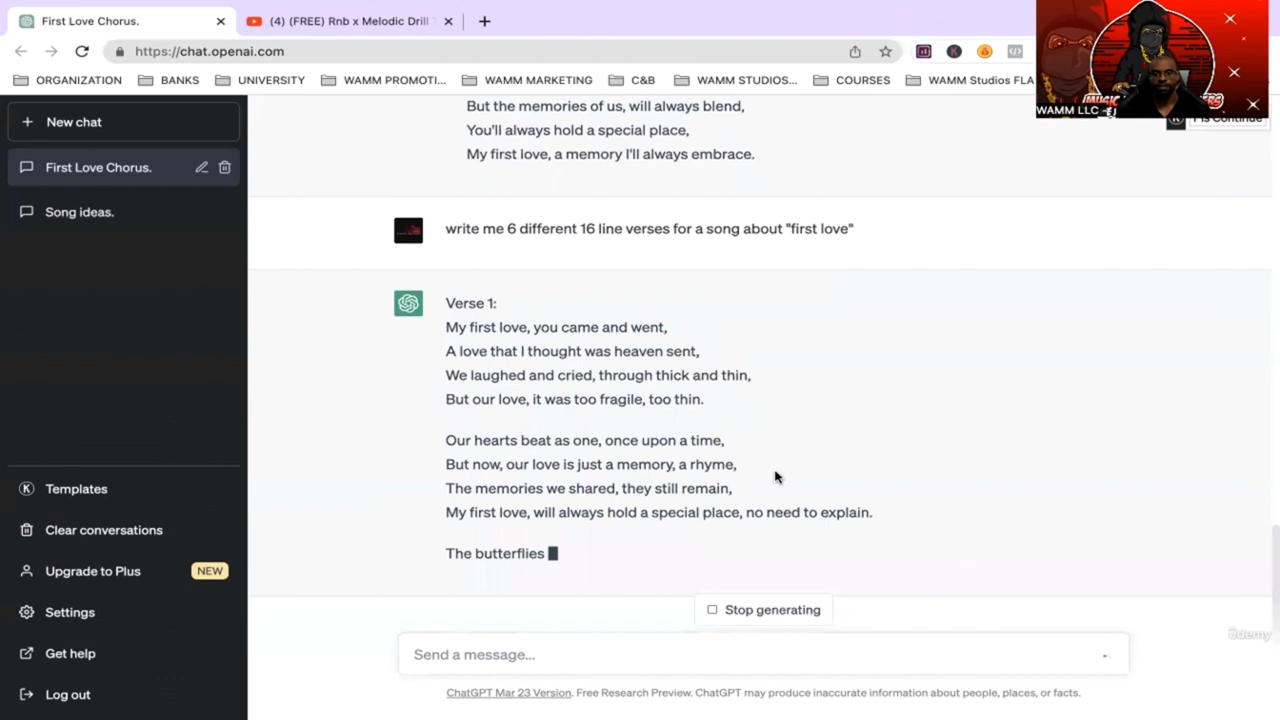 First Love Chorus.
(4) (FREE) Rnb x Melodic Drill
https://chat.openai.com
ORGANIZATION
BANKS
UNIVERSITY
WAMM PROMOTI...
WAMM MARKETING
C&B
WAMM STUDIOS...
COURSES
WAMM Studios FLA
WAMM LLC
New chat
First Love Chorus.
Song ideas.
But the memories of us, will always blend,
You'll always hold a special place,
My first love, a memory I'll always embrace.
write me 6 different 16 line verses for a song about "first love"
Verse 1:
My first love, you came and went,
A love that I thought was heaven sent,
We laughed and cried, through thick and thin,
But our love, it was too fragile, too thin.
Our hearts beat as one, once upon a time,
But now, our love is just a memory, a rhyme,
The memories we shared, they still remain,
My first love, will always hold a special place, no need to explain.
The butterflies
Stop generating
Send a message...
ChatGPT Mar 23 Version. Free Research Preview. ChatGPT may produce inaccurate information about people, places, or facts.
Templates
Clear conversations
Upgrade to Plus
NEW
Settings
Get help
Log out
ûdemy